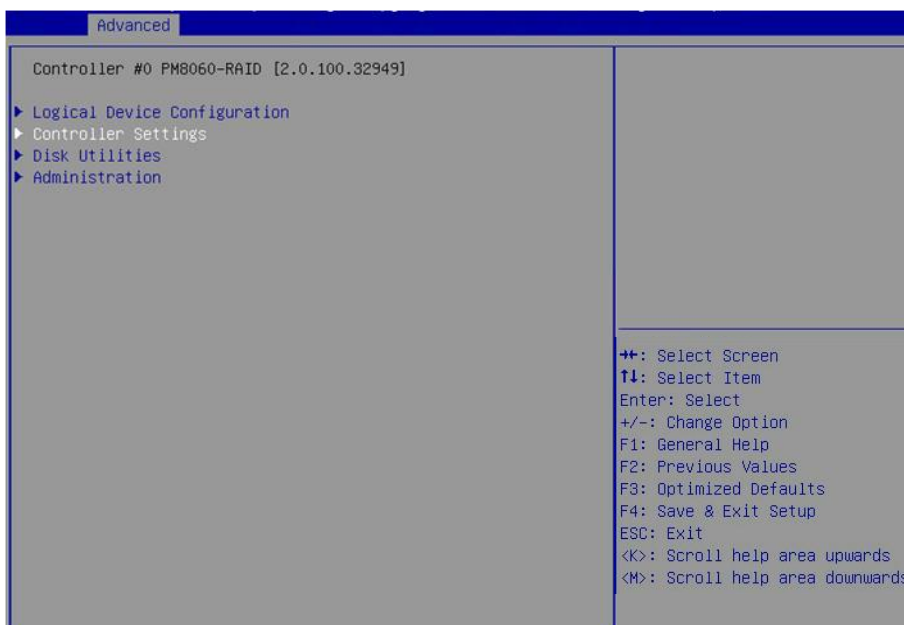 Advanced
Controller #0 PM8060-RAID [2.0.100.32949]
Logical Device Configuration
Controller Settings
Disk Utilities
Administration
→←: Select Screen
↑↓: Select Item
Enter: Select
+/-: Change Option
F1: General Help
F2: Previous Values
F3: Optimized Defaults
F4: Save & Exit Setup
ESC: Exit
<K>: Scroll help area upwards
<M>: Scroll help area downwards